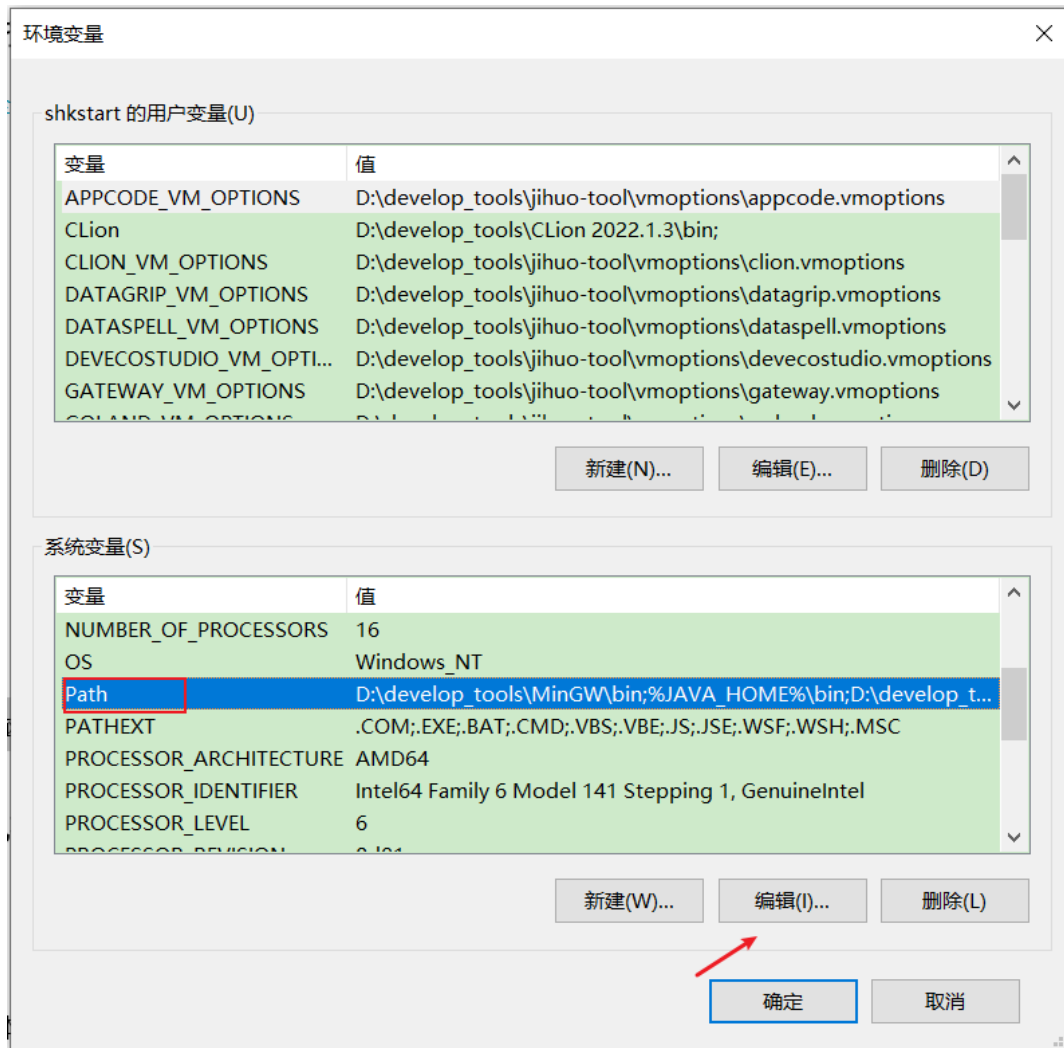 环境变量
shkstart 的用户变量(U)
变量 值
APPCODE_VM_OPTIONS D:\develop_tools\jihuo-tool\vmoptions\appcode.vmoptions
CLion D:\develop_tools\CLion 2022.1.3\bin;
CLION_VM_OPTIONS D:\develop_tools\jihuo-tool\vmoptions\clion.vmoptions
DATAGRIP_VM_OPTIONS D:\develop_tools\jihuo-tool\vmoptions\datagrip.vmoptions
DATASPELL_VM_OPTIONS D:\develop_tools\jihuo-tool\vmoptions\dataspell.vmoptions
DEVECOSTUDIO_VM_OPTI... D:\develop_tools\jihuo-tool\vmoptions\devecostudio.vmoptions
GATEWAY_VM_OPTIONS D:\develop_tools\jihuo-tool\vmoptions\gateway.vmoptions
新建(N)... 编辑(E)... 删除(D)
系统变量(S)
变量 值
NUMBER_OF_PROCESSORS 16
OS Windows_NT
Path D:\develop_tools\MinGW\bin;%JAVA_HOME%\bin;D:\develop_t...
PATHEXT .COM;.EXE;.BAT;.CMD;.VBS;.VBE;.JS;.JSE;.WSF;.WSH;.MSC
PROCESSOR_ARCHITECTURE AMD64
PROCESSOR_IDENTIFIER Intel64 Family 6 Model 141 Stepping 1, GenuineIntel
PROCESSOR_LEVEL 6
新建(W)... 编辑(I)... 删除(L)
确定 取消